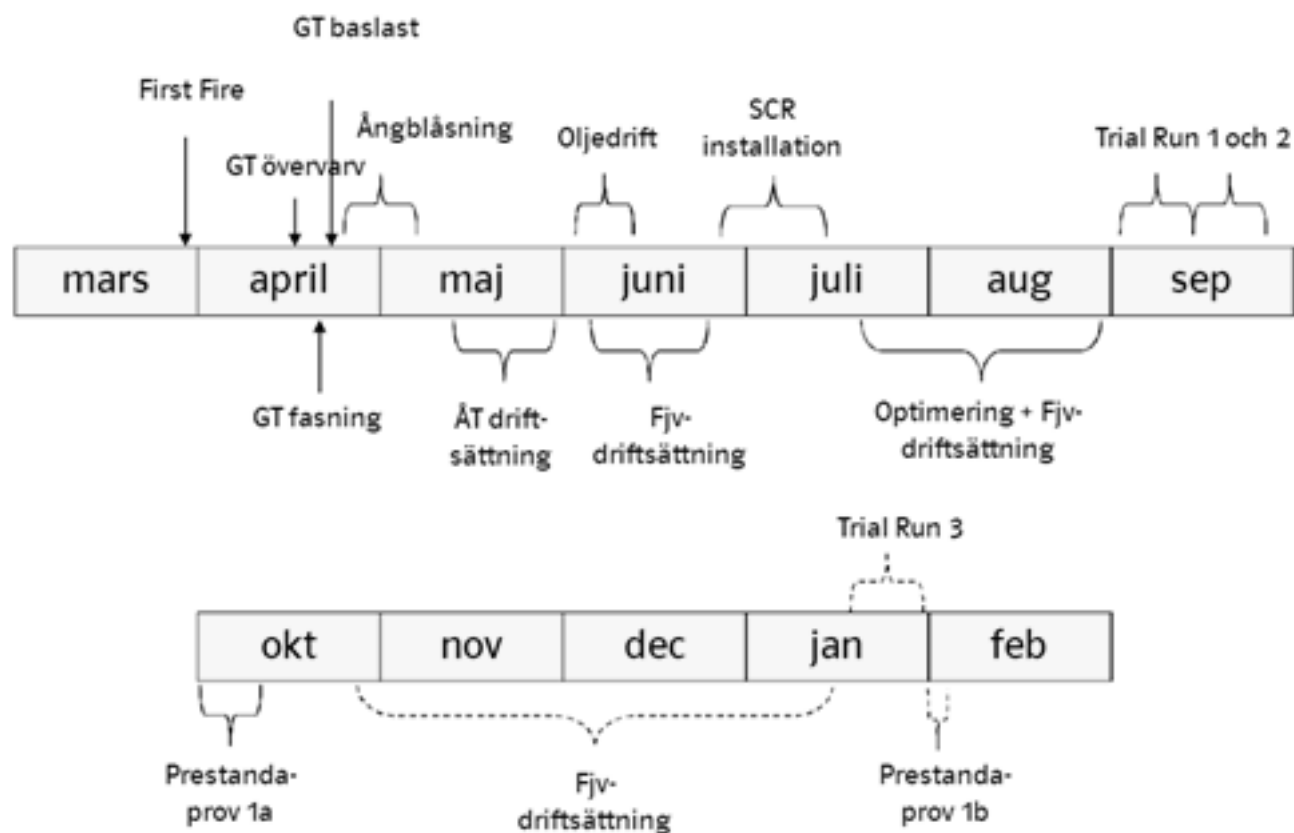 GT baslast
First Fire
Ångblåsning
SCR
installation
Oljedrift
Trial Run 1 och 2
GT övervarv
mars
april
maj
juni
juli
aug
sep
GT fasning
ÅT drift-
sättning
Fjv-
driftsättning
Optimering + Fjv-
driftsättning
Trial Run 3
okt
nov
dec
jan
feb
Prestanda-
prov 1a
Fjv-
driftsättning
Prestanda-
prov 1b